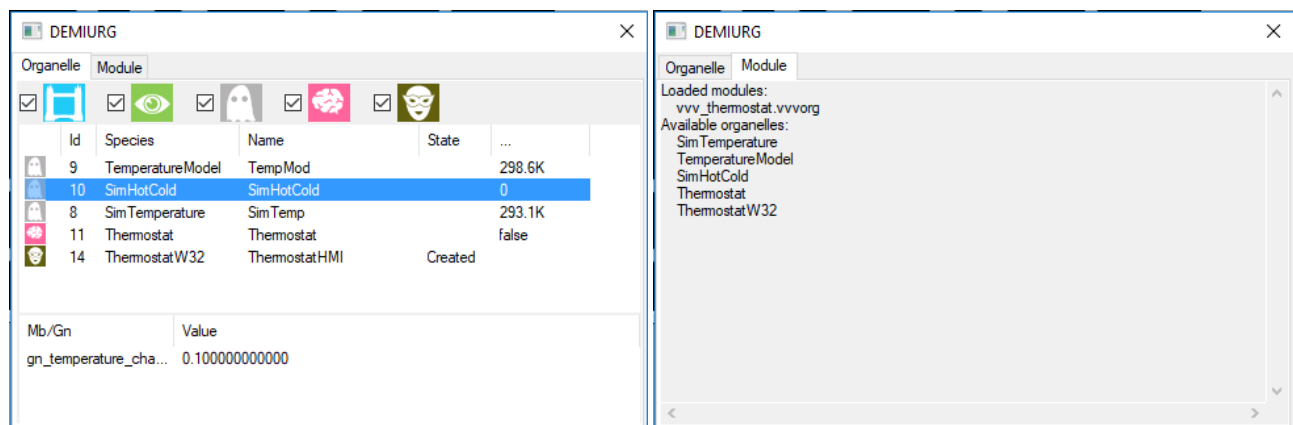 DEMIURG
Organelle Module
Id Species Name State ...
9 TemperatureModel TempMod 298.6K
10 SimHotCold SimHotCold 0
8 SimTemperature SimTemp 293.1K
11 Thermostat Thermostat false
14 ThermostatW32 ThermostatHMI Created
Mb/Gn Value
gn_temperature_cha... 0.100000000000
DEMIURG
Organelle Module
Loaded modules:
vvv_thermostat.vvvorg
Available organelles:
SimTemperature
TemperatureModel
SimHotCold
Thermostat
ThermostatW32